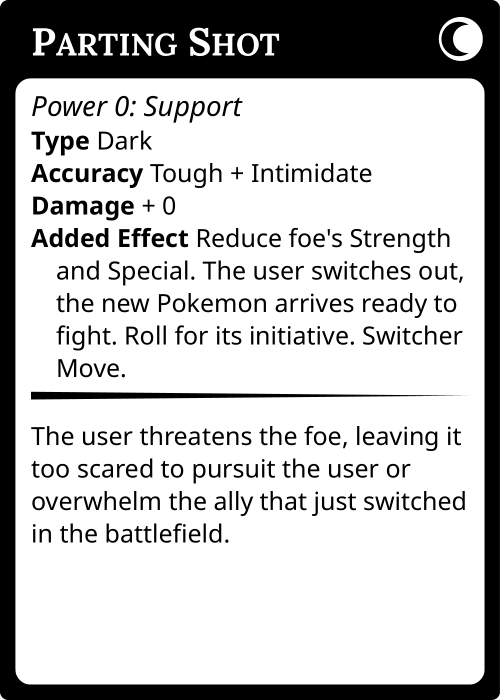 Parting Shot
Power 0: Support
Type Dark
Accuracy Tough + Intimidate
Damage + 0
Added Effect Reduce foe's Strength
and Special. The user switches out,
the new Pokemon arrives ready to
fight. Roll for its initiative. Switcher
Move.
The user threatens the foe, leaving it
too scared to pursuit the user or
overwhelm the ally that just switched
in the battlefield.